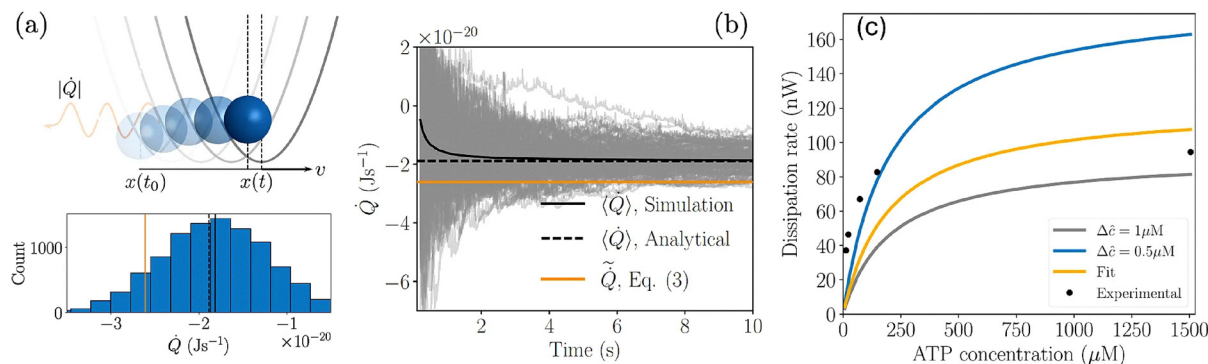 (a)
|Q̇|
x(t₀)
x(t)
v
Count
1000
0
−3
−2
−1
×10⁻²⁰
Q̇ (Js⁻¹)
(b)
×10⁻²⁰
2
0
−2
−4
−6
Q̇ (Js⁻¹)
⟨Q̇⟩, Simulation
⟨Q̇⟩, Analytical
Q̃̇, Eq. (3)
2
4
6
8
10
Time (s)
(c)
160
140
120
100
80
60
40
20
0
Dissipation rate (nW)
Δĉ = 1μM
Δĉ = 0.5μM
Fit
Experimental
0
250
500
750
1000
1250
1500
ATP concentration (μM)